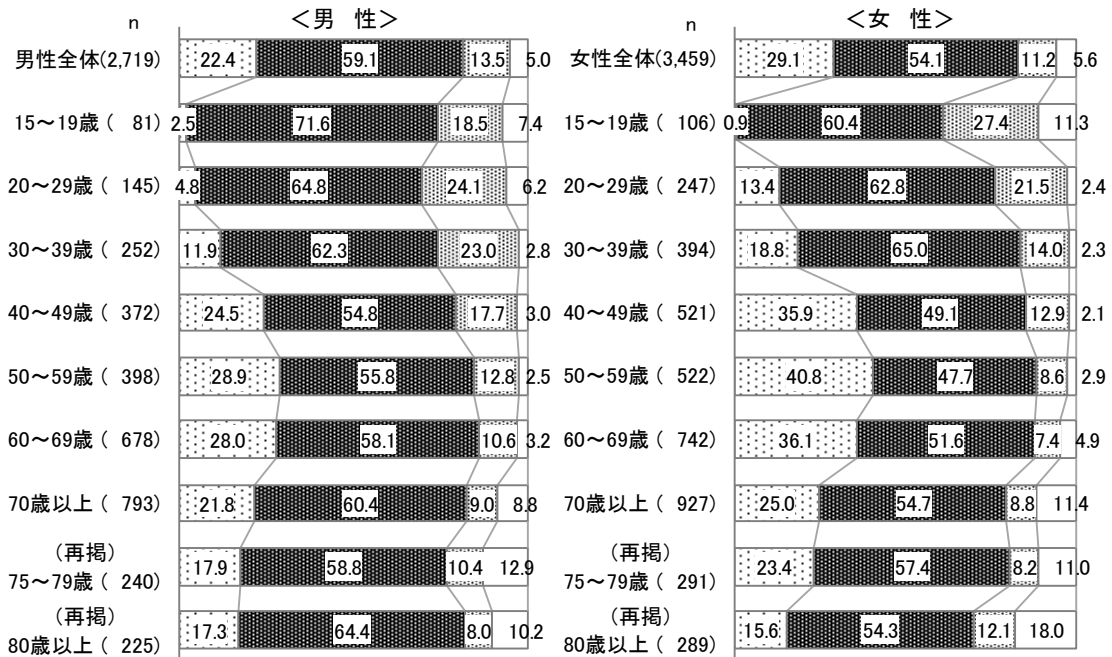 n ＜男　性＞
男性全体(2,719) 22.4 59.1 13.5 5.0
15～19歳 (　81) 2.5 71.6 18.5 7.4
20～29歳 (　145) 4.8 64.8 24.1 6.2
30～39歳 (　252) 11.9 62.3 23.0 2.8
40～49歳 (　372) 24.5 54.8 17.7 3.0
50～59歳 (　398) 28.9 55.8 12.8 2.5
60～69歳 (　678) 28.0 58.1 10.6 3.2
70歳以上 (　793) 21.8 60.4 9.0 8.8
（再掲）
75～79歳 (　240) 17.9 58.8 10.4 12.9
（再掲）
80歳以上 (　225) 17.3 64.4 8.0 10.2
n ＜女　性＞
女性全体(3,459) 29.1 54.1 11.2 5.6
15～19歳 (　106) 0.9 60.4 27.4 11.3
20～29歳 (　247) 13.4 62.8 21.5 2.4
30～39歳 (　394) 18.8 65.0 14.0 2.3
40～49歳 (　521) 35.9 49.1 12.9 2.1
50～59歳 (　522) 40.8 47.7 8.6 2.9
60～69歳 (　742) 36.1 51.6 7.4 4.9
70歳以上 (　927) 25.0 54.7 8.8 11.4
（再掲）
75～79歳 (　291) 23.4 57.4 8.2 11.0
（再掲）
80歳以上 (　289) 15.6 54.3 12.1 18.0